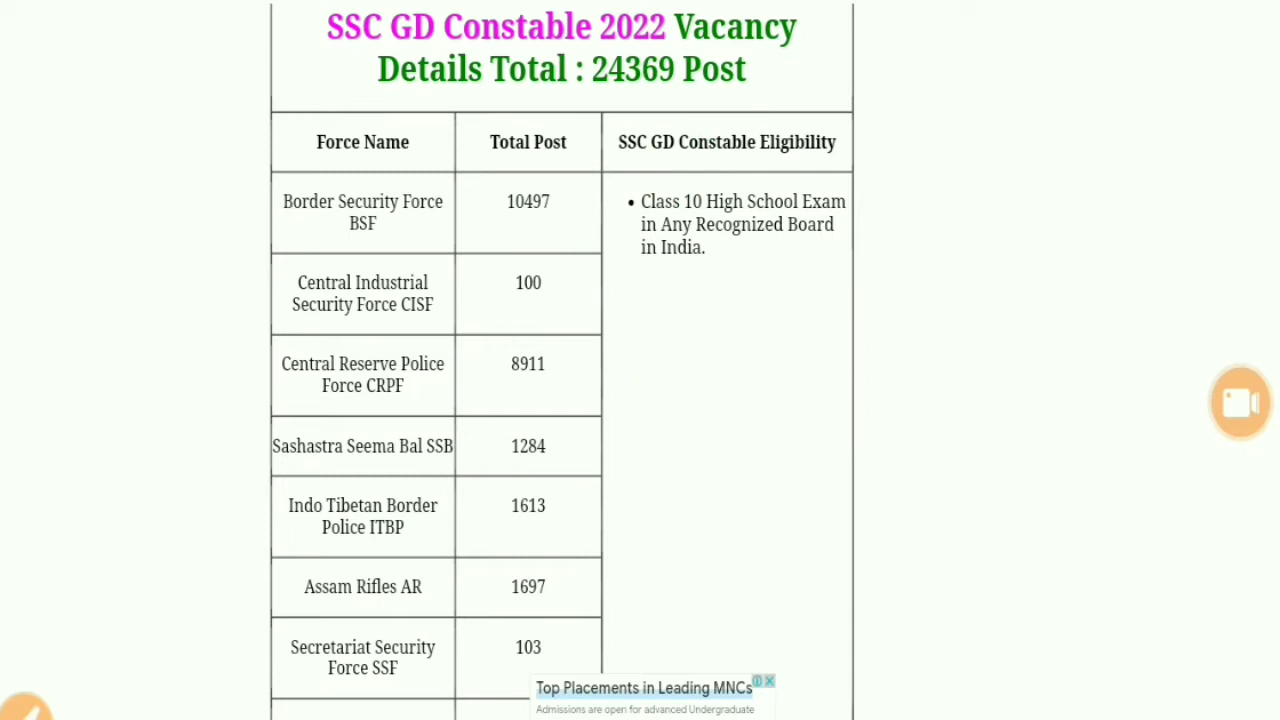 SSC GD Constable 2022 Vacancy
Details Total : 24369 Post
Force Name
Total Post
SSC GD Constable Eligibility
Border Security Force
BSF
10497
Class 10 High School Exam
in Any Recognized Board
in India.
Central Industrial
Security Force CISF
100
Central Reserve Police
Force CRPF
8911
Sashastra Seema Bal SSB
1284
Indo Tibetan Border
Police ITBP
1613
Assam Rifles AR
1697
Secretariat Security
Force SSF
103
Top Placements in Leading MNCs
Admissions are open for advanced Undergraduate